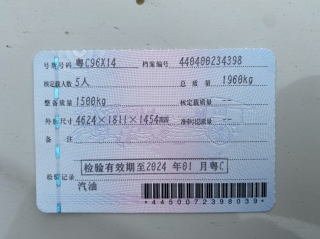 号牌号码 粤C96X14 档案编号 440400234398
核定载人数 5人 总质量 1960kg
整备质量 1500kg 核定载质量 --
外廓尺寸 4624×1811×1454mm 准牵引总质量 --
备注
检验有效期至2024年01月粤C
检验记录
汽油
*4450072398039*